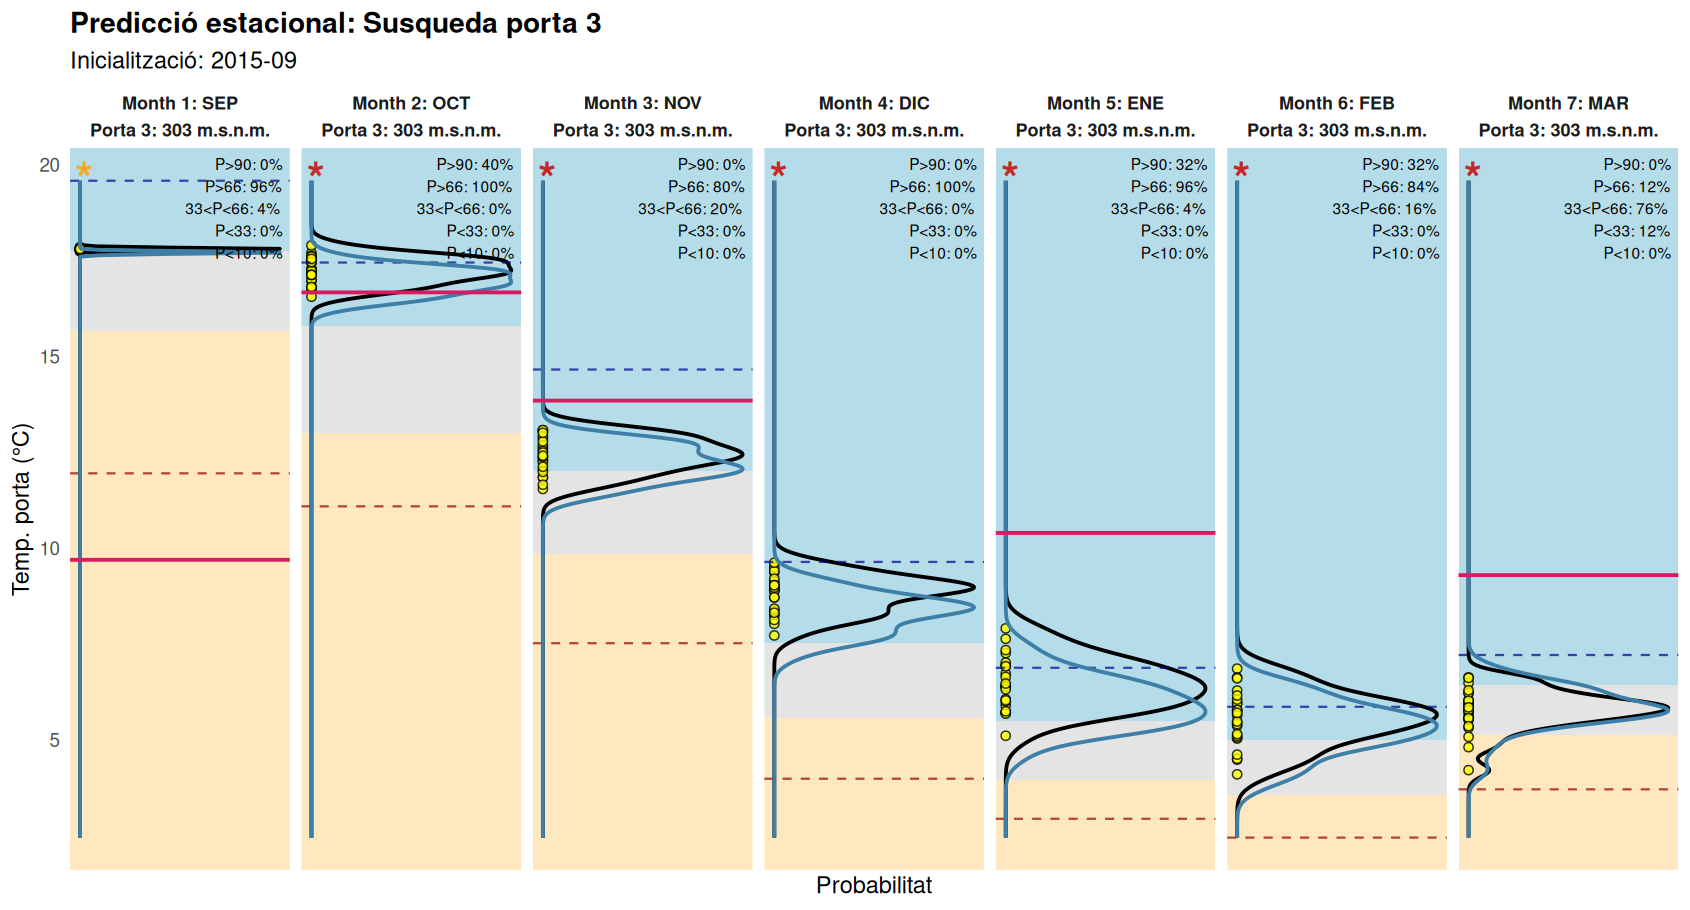 Predicció estacional: Susqueda porta 3
Inicialització: 2015-09
Month 1: SEP
Porta 3: 303 m.s.n.m.
Month 2: OCT
Porta 3: 303 m.s.n.m.
Month 3: NOV
Porta 3: 303 m.s.n.m.
Month 4: DIC
Porta 3: 303 m.s.n.m.
Month 5: ENE
Porta 3: 303 m.s.n.m.
Month 6: FEB
Porta 3: 303 m.s.n.m.
Month 7: MAR
Porta 3: 303 m.s.n.m.
Temp. porta (°C)
20
15
10
5
*
P>90: 0%
P>66: 96%
33<P<66: 4%
P<33: 0%
P<10: 0%
*
P>90: 40%
P>66: 100%
33<P<66: 0%
P<33: 0%
P<10: 0%
*
P>90: 0%
P>66: 80%
33<P<66: 20%
P<33: 0%
P<10: 0%
*
P>90: 0%
P>66: 100%
33<P<66: 0%
P<33: 0%
P<10: 0%
*
P>90: 32%
P>66: 96%
33<P<66: 4%
P<33: 0%
P<10: 0%
*
P>90: 32%
P>66: 84%
33<P<66: 16%
P<33: 0%
P<10: 0%
*
P>90: 0%
P>66: 12%
33<P<66: 76%
P<33: 12%
P<10: 0%
Probabilitat